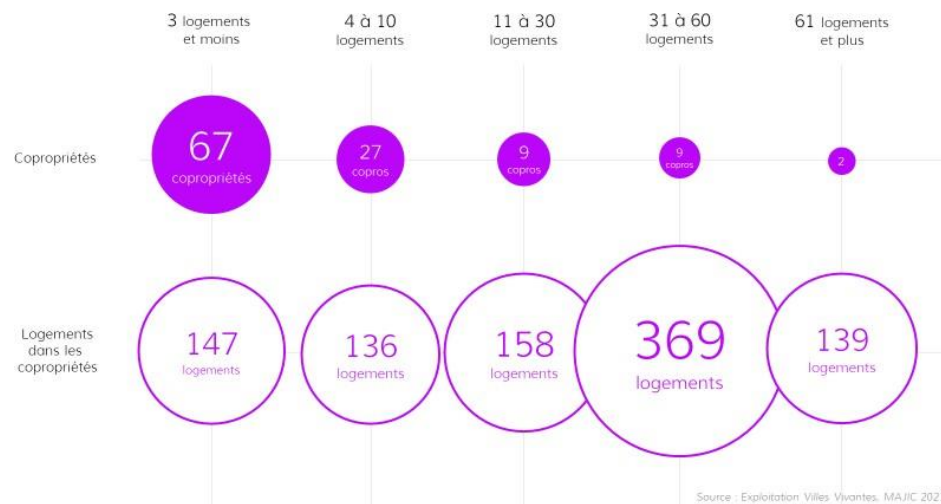 3 logements
et moins
4 à 10
logements
11 à 30
logements
31 à 60
logements
61 logements
et plus
Copropriétés
67
copropriétés
27
copros
9
copros
9
copros
2
Logements
dans les
copropriétés
147
logements
136
logements
158
logements
369
logements
139
logements
Source : Exploitation Villes Vivantes, MAJIC 202